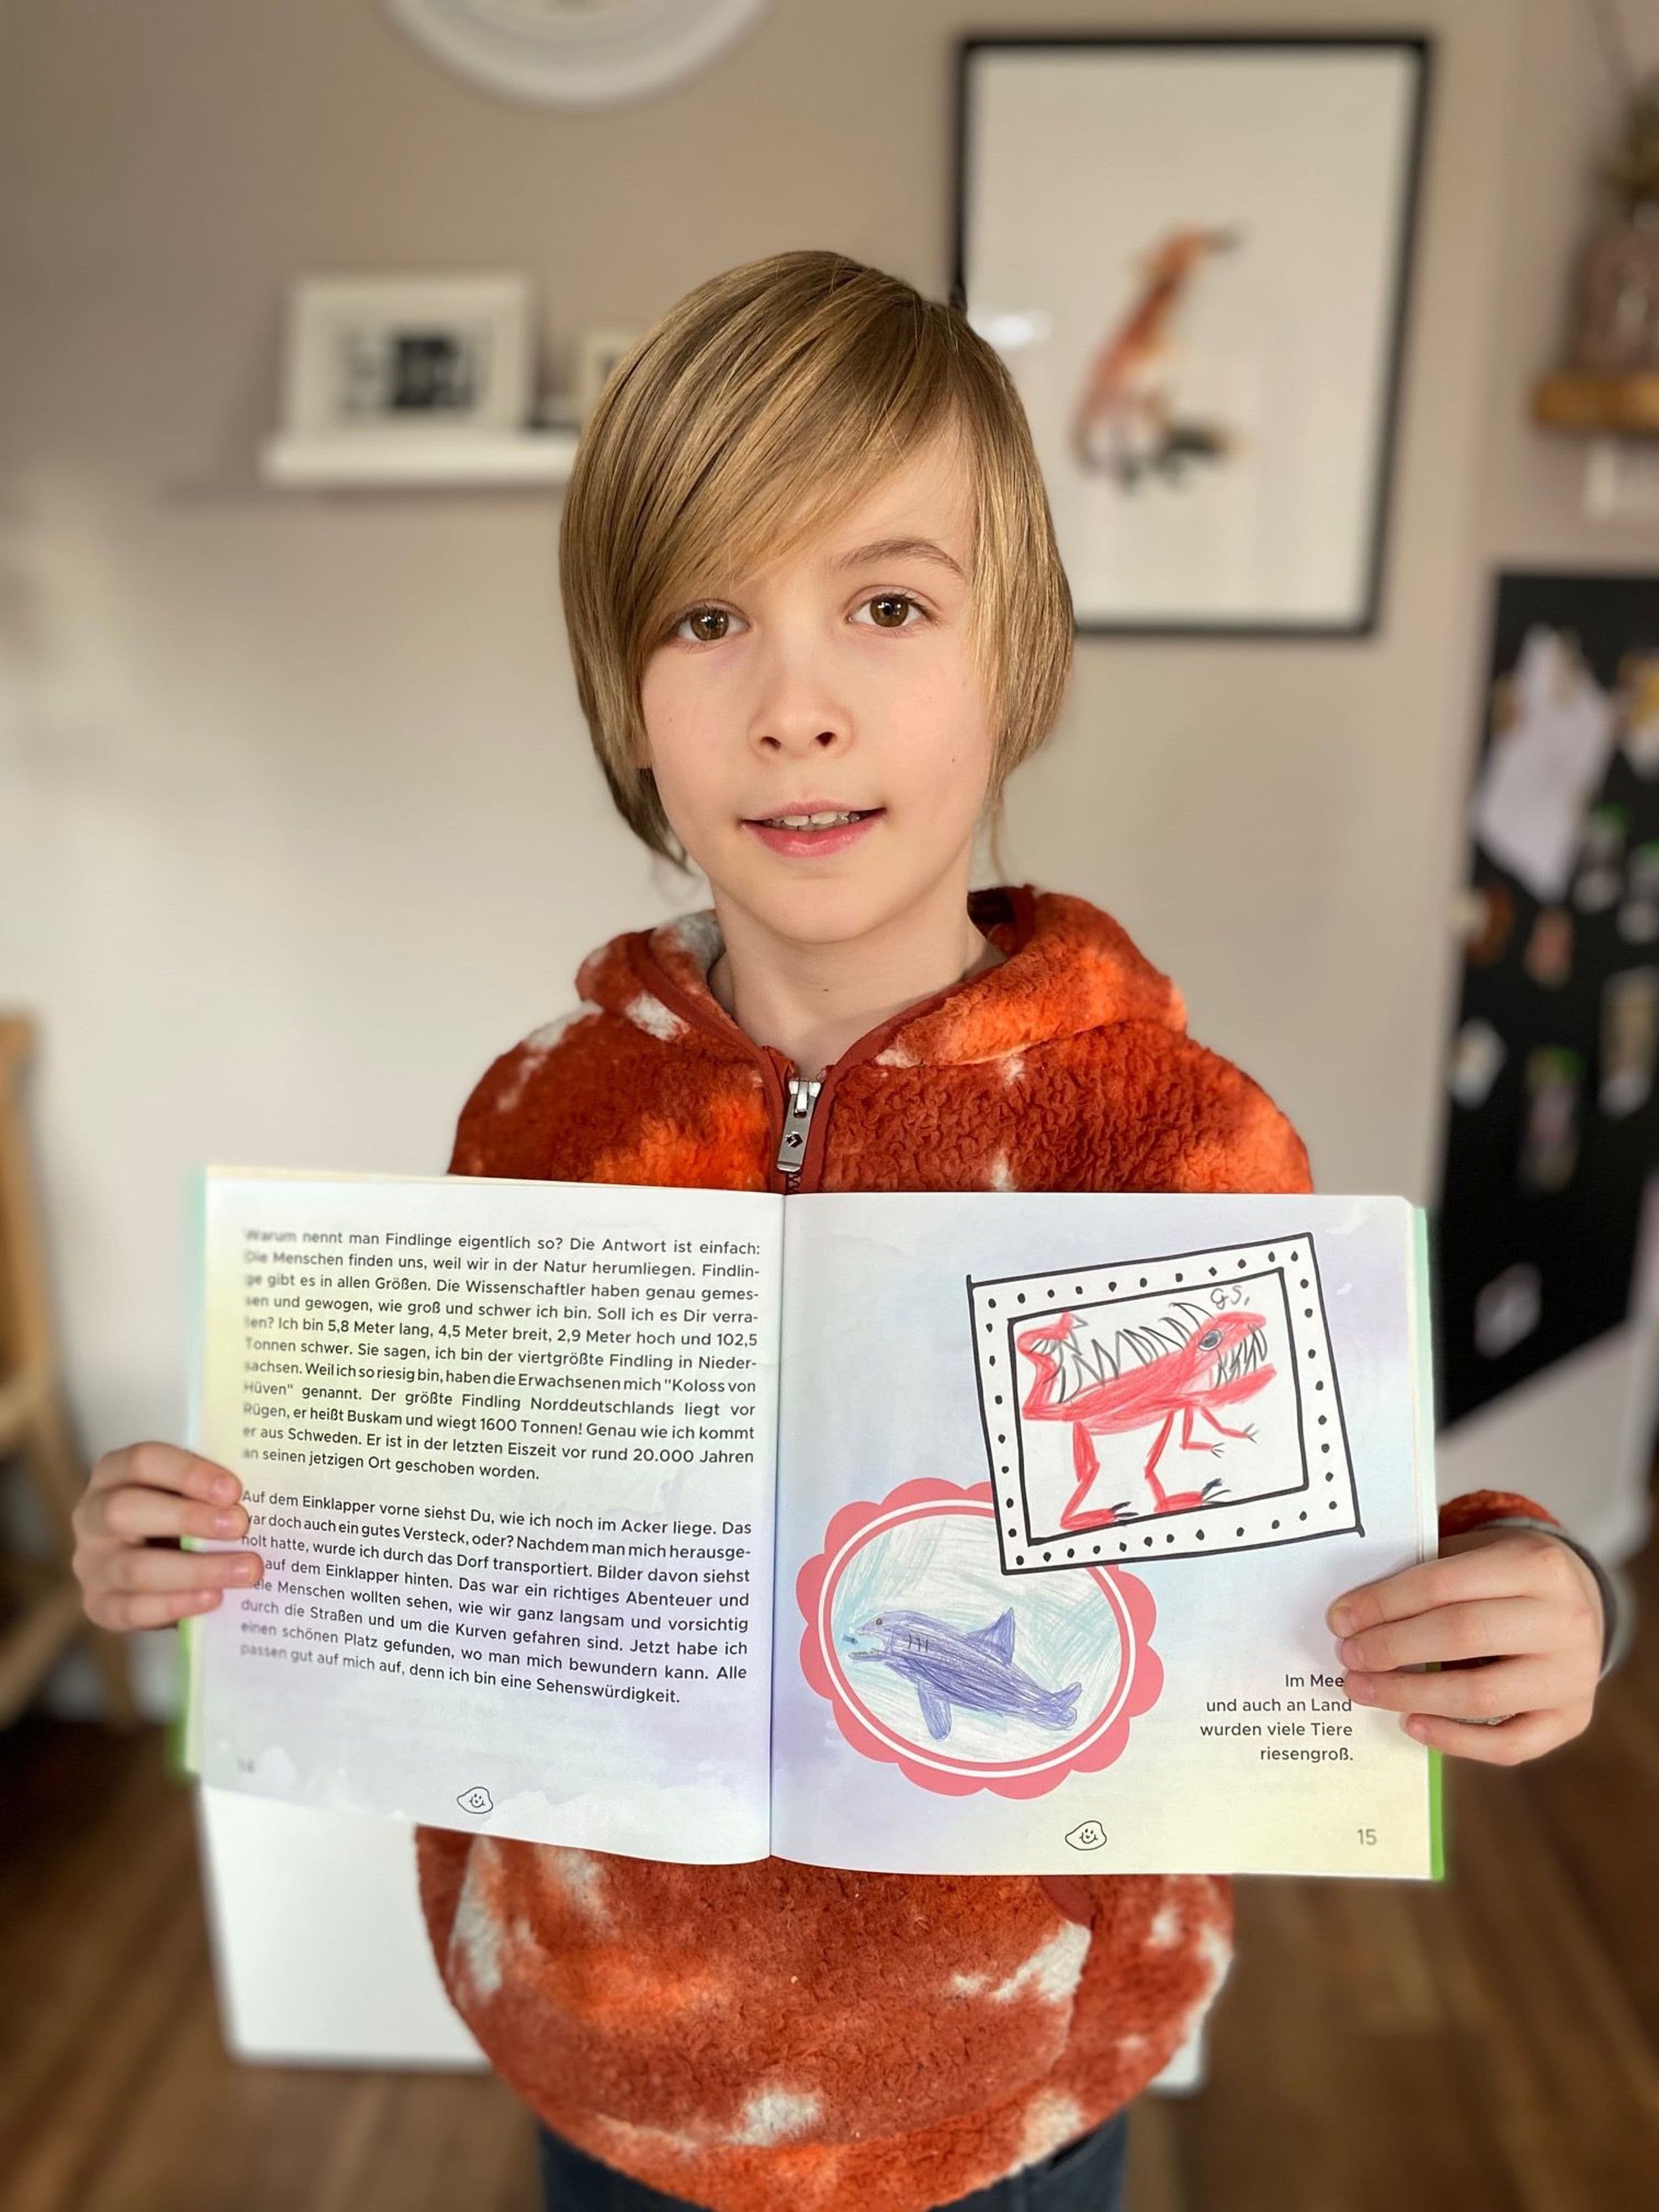 Warum nennt man Findlinge eigentlich so? Die Antwort ist einfach:
Die Menschen finden uns, weil wir in der Natur herumliegen. Findlin-
ge gibt es in allen Größen. Die Wissenschaftler haben genau gemes-
sen und gewogen, wie groß und schwer ich bin. Soll ich es Dir verra-
ten? Ich bin 5,8 Meter lang, 4,5 Meter breit, 2,9 Meter hoch und 102,5
Tonnen schwer. Sie sagen, ich bin der viertgrößte Findling in Nieder-
sachsen. Weil ich so riesig bin, haben die Erwachsenen mich "Koloss von
Hüven" genannt. Der größte Findling Norddeutschlands liegt vor
Rügen, er heißt Buskam und wiegt 1600 Tonnen! Genau wie ich kommt
er aus Schweden. Er ist in der letzten Eiszeit vor rund 20.000 Jahren
an seinen jetzigen Ort geschoben worden.
Auf dem Einklapper vorne siehst Du, wie ich noch im Acker liege. Das
war doch auch ein gutes Versteck, oder? Nachdem man mich herausge-
holt hatte, wurde ich durch das Dorf transportiert. Bilder davon siehst
auf dem Einklapper hinten. Das war ein richtiges Abenteuer und
viele Menschen wollten sehen, wie wir ganz langsam und vorsichtig
durch die Straßen und um die Kurven gefahren sind. Jetzt habe ich
einen schönen Platz gefunden, wo man mich bewundern kann. Alle
passen gut auf mich auf, denn ich bin eine Sehenswürdigkeit.
14
GS,
Im Mee
und auch an Land
wurden viele Tiere
riesengroß.
15